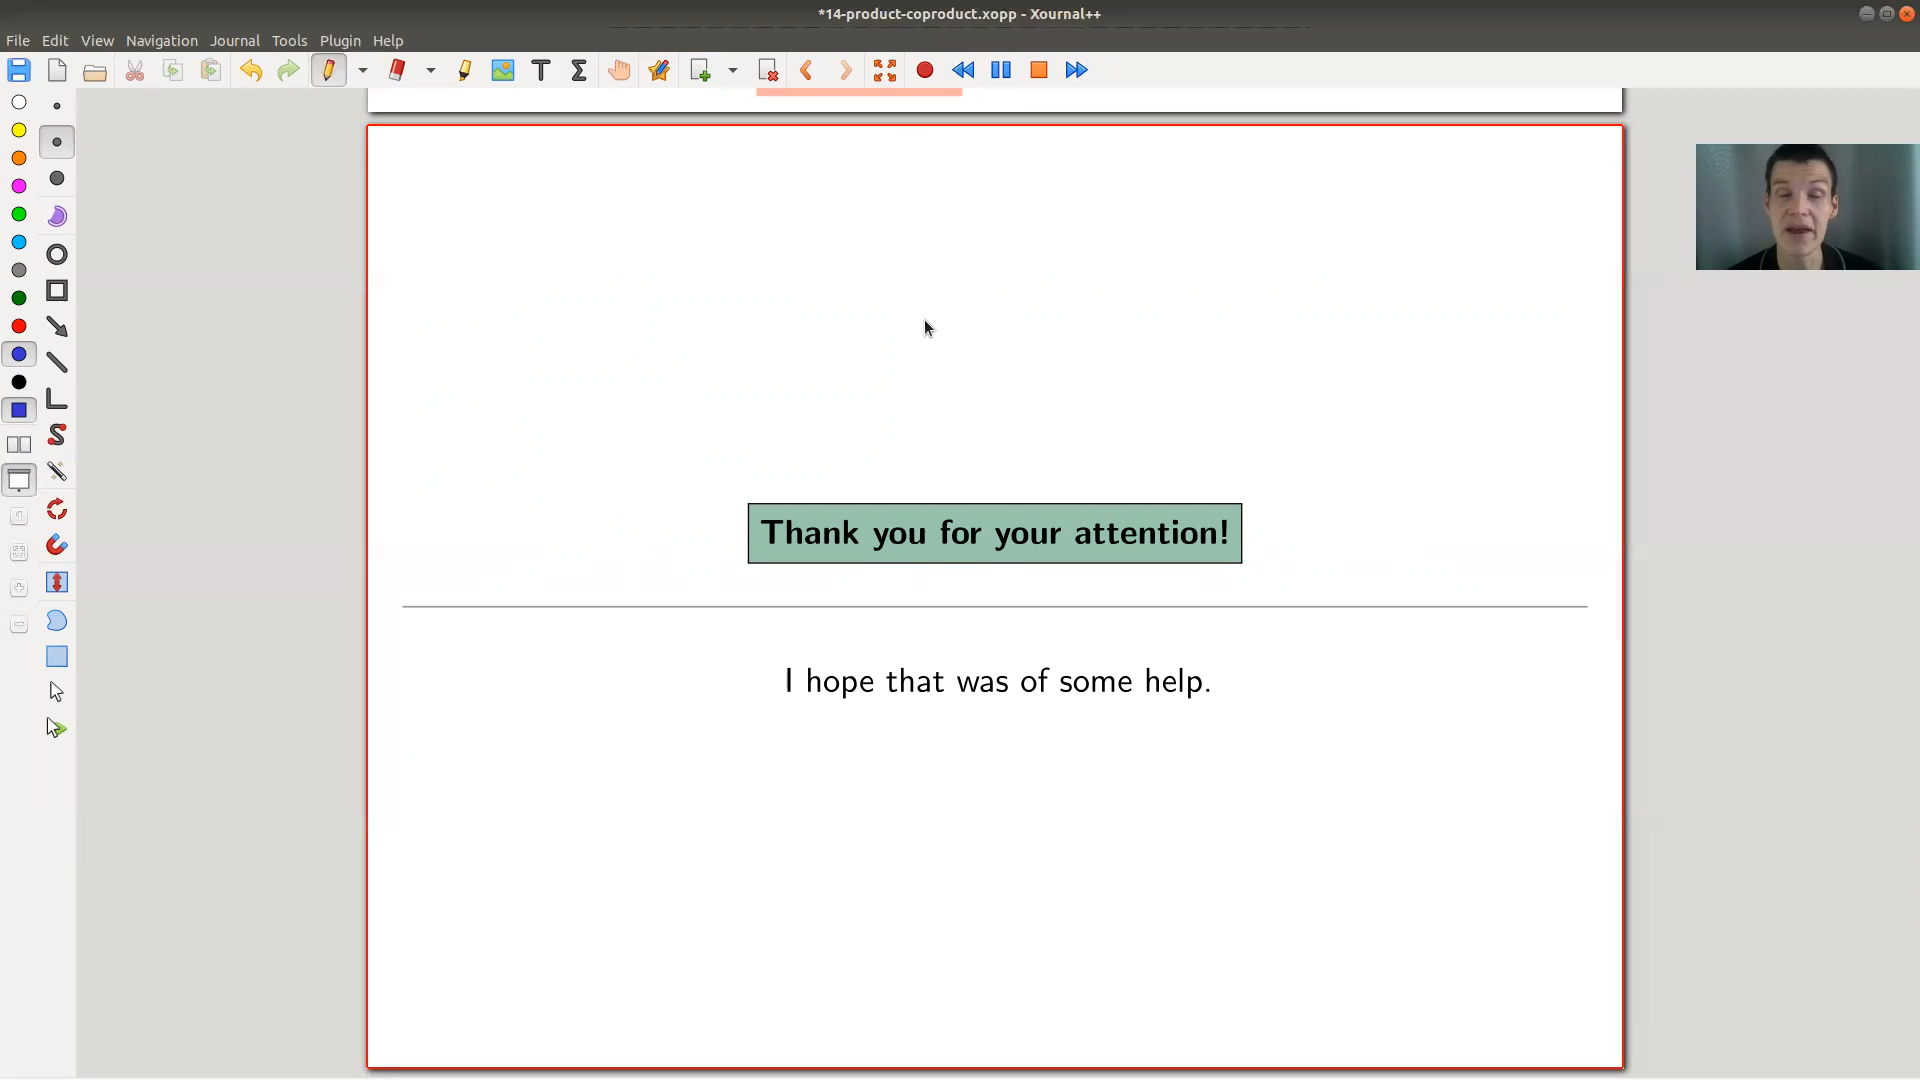 *14-product-coproduct.xopp - Xournal++
File Edit View Navigation Journal Tools Plugin Help
Thank you for your attention!
I hope that was of some help.